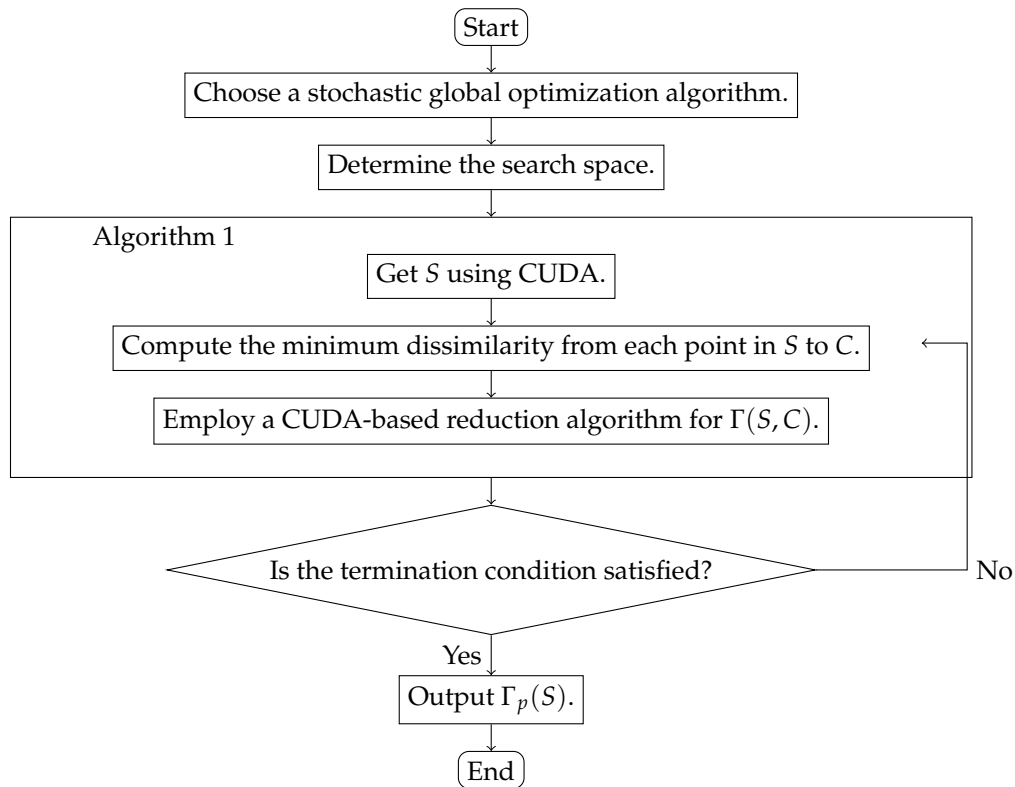 Start
Choose a stochastic global optimization algorithm.
Determine the search space.
Algorithm 1
Get S using CUDA.
Compute the minimum dissimilarity from each point in S to C.
Employ a CUDA-based reduction algorithm for Γ(S, C).
Is the termination condition satisfied?
No
Yes
Output Γp(S).
End